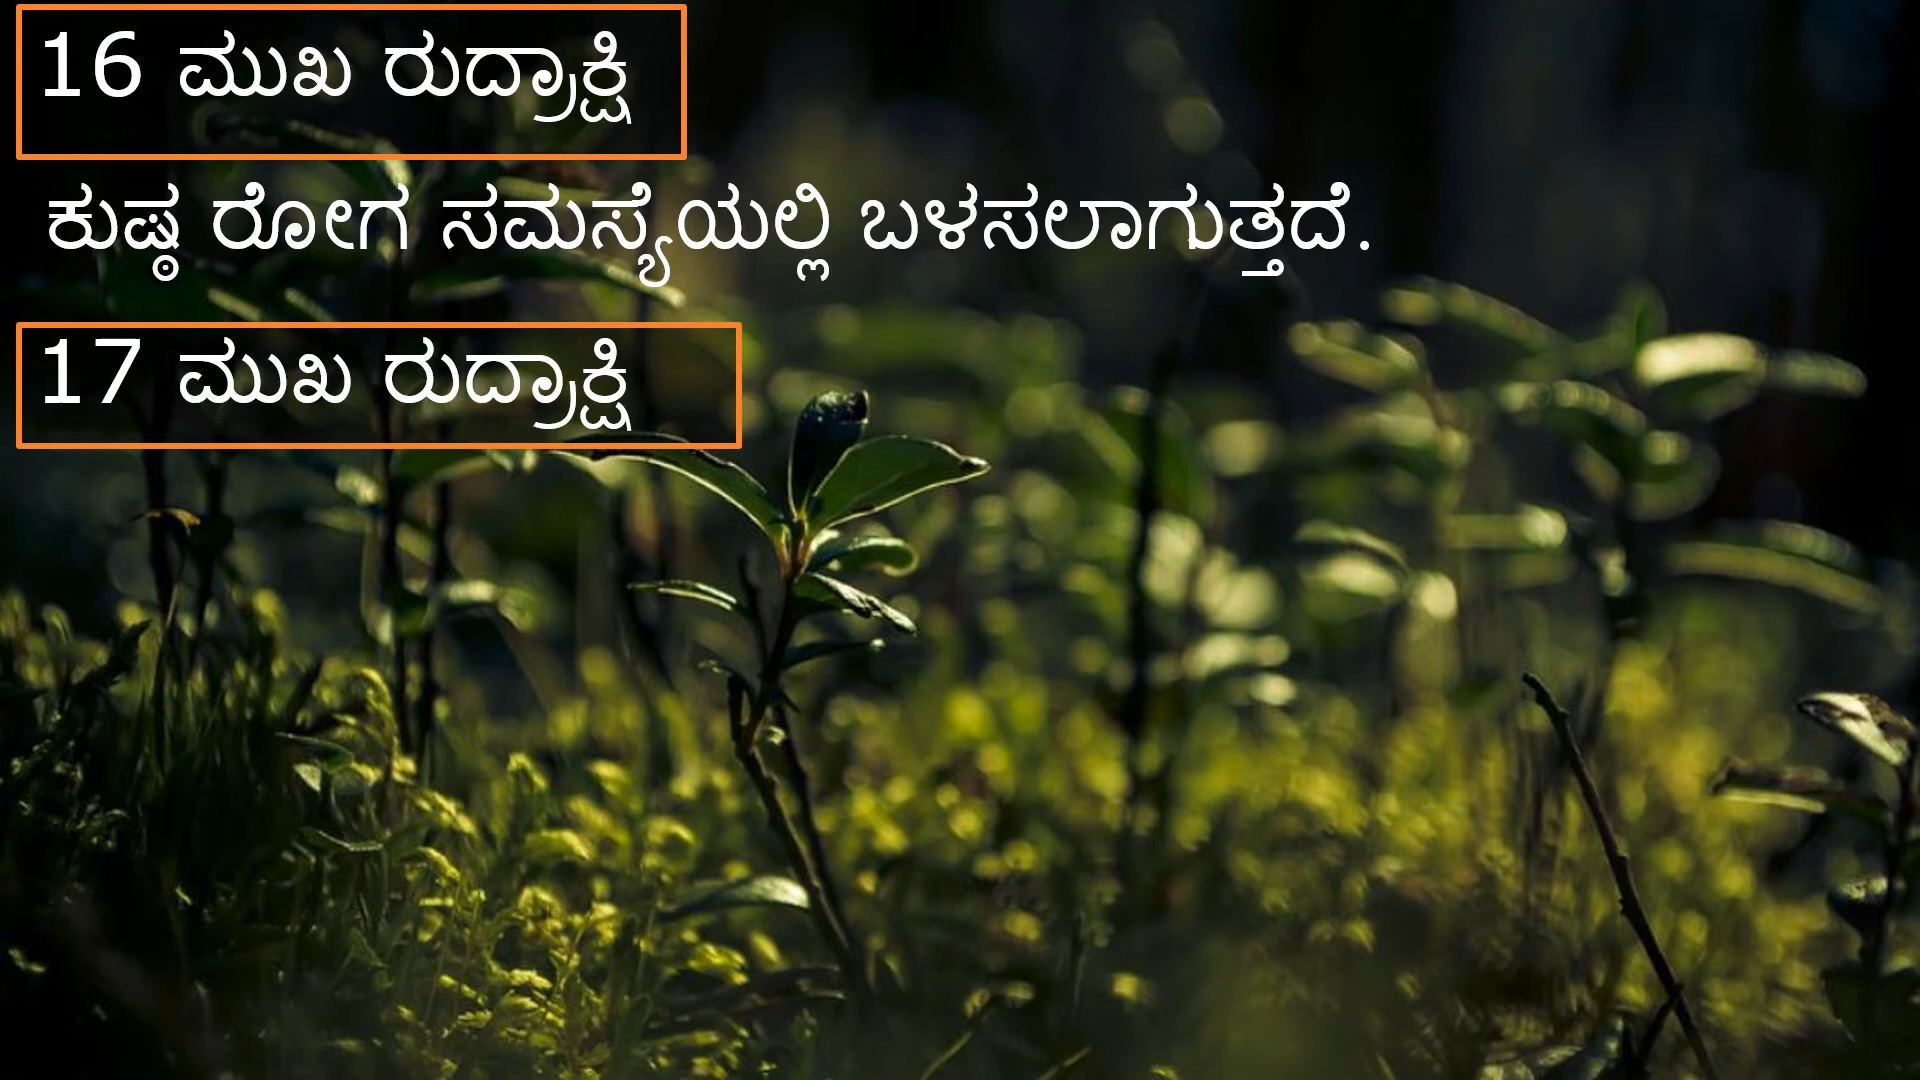 16 ಮುಖ ರುದ್ರಾಕ್ಷಿ
ಕುಷ್ಠ ರೋಗ ಸಮಸ್ಯೆಯಲ್ಲಿ ಬಳಸಲಾಗುತ್ತದೆ.
17 ಮುಖ ರುದ್ರಾಕ್ಷಿ